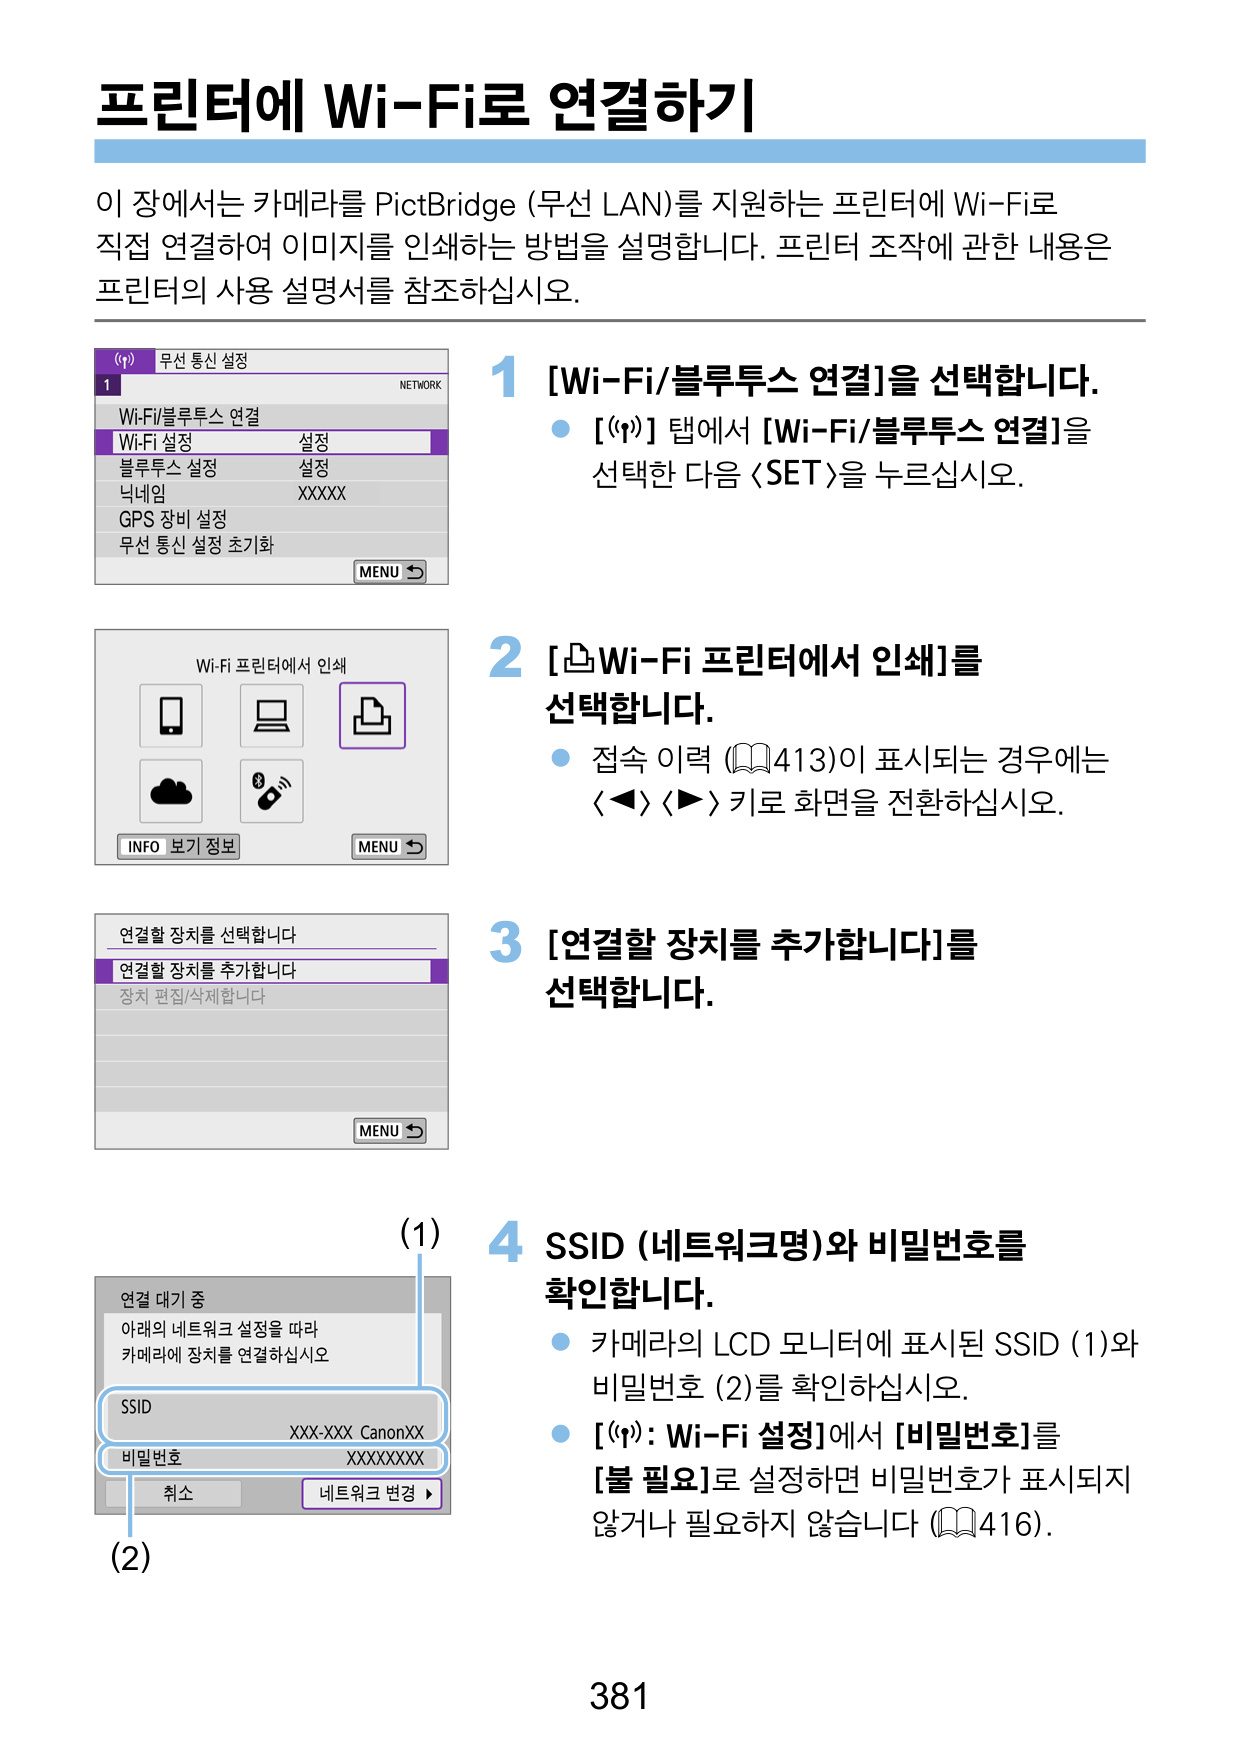 프린터에 Wi-Fi로 연결하기
이 장에서는 카메라를 PictBridge (무선 LAN)를 지원하는 프린터에 Wi-Fi로
직접 연결하여 이미지를 인쇄하는 방법을 설명합니다. 프린터 조작에 관한 내용은
프린터의 사용 설명서를 참조하십시오.
무선 통신 설정
1
NETWORK
Wi-Fi/블루투스 연결
Wi-Fi 설정 설정
블루투스 설정 설정
닉네임 XXXXX
GPS 장비 설정
무선 통신 설정 초기화
MENU
1 [Wi-Fi/블루투스 연결]을 선택합니다.
● [] 탭에서 [Wi-Fi/블루투스 연결]을
선택한 다음 <SET>을 누르십시오.
Wi-Fi 프린터에서 인쇄
INFO 보기 정보 MENU
2 [Wi-Fi 프린터에서 인쇄]를
선택합니다.
● 접속 이력 (413)이 표시되는 경우에는
<◀> <▶> 키로 화면을 전환하십시오.
연결할 장치를 선택합니다
연결할 장치를 추가합니다
장치 편집/삭제합니다
MENU
3 [연결할 장치를 추가합니다]를
선택합니다.
(1)
연결 대기 중
아래의 네트워크 설정을 따라
카메라에 장치를 연결하십시오
SSID
XXX-XXX CanonXX
비밀번호 XXXXXXXX
취소 네트워크 변경 ▶
(2)
4 SSID (네트워크명)와 비밀번호를
확인합니다.
● 카메라의 LCD 모니터에 표시된 SSID (1)와
비밀번호 (2)를 확인하십시오.
● [: Wi-Fi 설정]에서 [비밀번호]를
[불 필요]로 설정하면 비밀번호가 표시되지
않거나 필요하지 않습니다 (416).
381